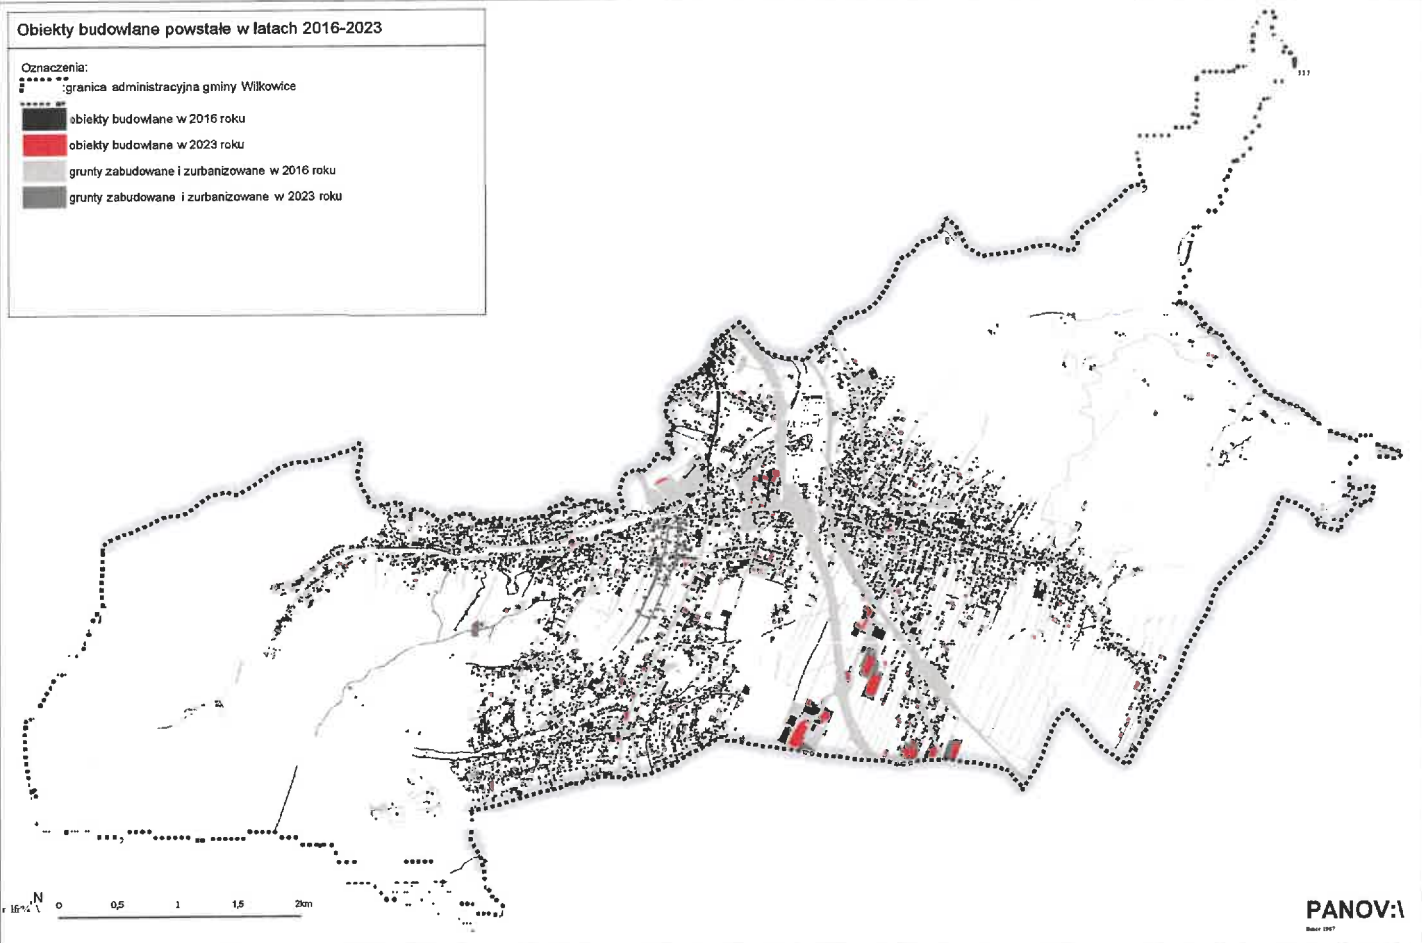 Obiekty budowlane powstałe w latach 2016-2023
Oznaczenia:
:granica administracyjna gminy Wilkowice
obiekty budowlane w 2016 roku
obiekty budowlane w 2023 roku
grunty zabudowane i zurbanizowane w 2016 roku
grunty zabudowane i zurbanizowane w 2023 roku
N
0 0,5 1 1,5 2km
PANOV:\